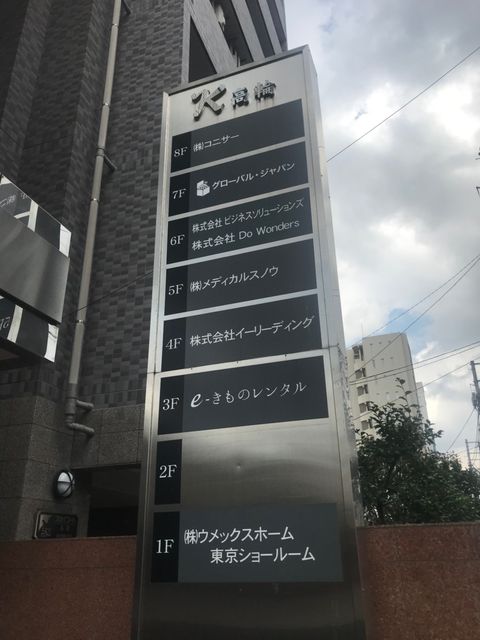 K高輪
8F ㈱コニサー
7F グローバル・ジャパン
6F 株式会社 ビジネスソリューションズ
株式会社 Do Wonders
5F ㈱メディカルスノウ
4F 株式会社イーリーディング
3F e-きものレンタル
2F
1F ㈱ウメックスホーム
東京ショールーム